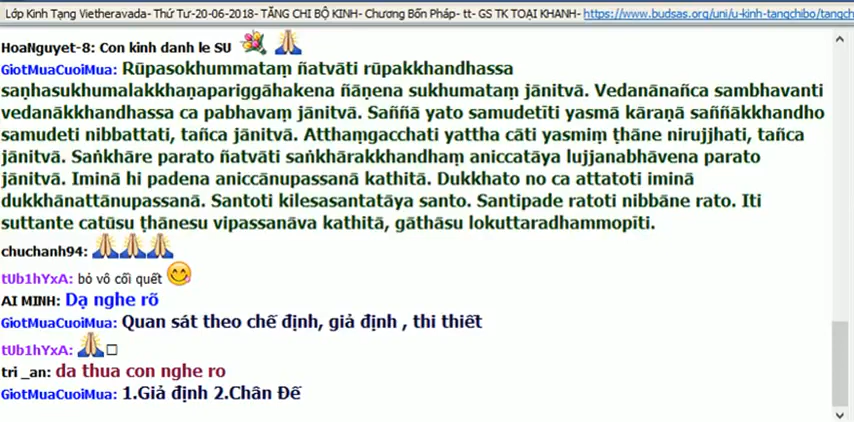 Lớp Kinh Tạng Vietheravada- Thứ Tư-20-06-2018- TĂNG CHI BỘ KINH- Chương Bốn Pháp- tt- GS TK TOẠI KHANH- https://www.budsas.org/uni/u-kinh-tangchibo/tangch
HoaNguyet-8: Con kinh danh le SU
GiotMuaCuoiMua: Rūpasokhummataṃ ñatvāti rūpakkhandhassa
saṇhasukhumalakkhaṇapariggāhakena ñāṇena sukhumataṃ jānitvā. Vedanānañca sambhavanti
vedanākkhandhassa ca pabhavaṃ jānitvā. Saññā yato samudetīti yasmā kāraṇā saññākkhandho
samudeti nibbattati, tañca jānitvā. Atthaṃgacchati yattha cāti yasmiṃ ṭhāne nirujjhati, tañca
jānitvā. Saṅkhāre parato ñatvāti saṅkhārakkhandhaṃ aniccatāya lujjanabhāvena parato
jānitvā. Iminā hi padena aniccānupassanā kathitā. Dukkhato no ca attatoti iminā
dukkhānattānupassanā. Santoti kilesasantatāya santo. Santipade ratoti nibbāne rato. Iti
suttante catūsu ṭhānesu vipassanāva kathitā, gāthāsu lokuttaradhammopīti.
chuchanh94:
tUb1hYxA: bỏ vô cối quết
AI MINH: Dạ nghe rõ
GiotMuaCuoiMua: Quan sát theo chế định, giả định , thi thiết
tUb1hYxA:
tri _an: da thua con nghe ro
GiotMuaCuoiMua: 1.Giả định 2.Chân Đế